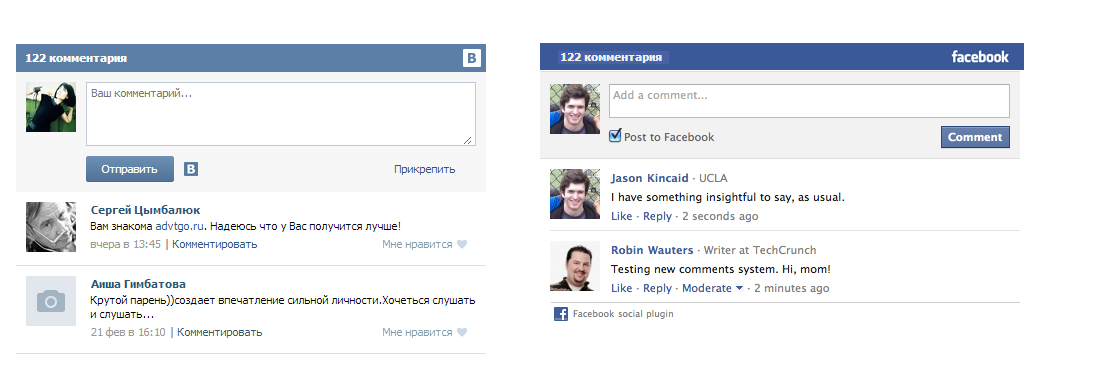 122 комментария
B
Ваш комментарий...
Отправить
B
Прикрепить
Сергей Цымбалюк
Вам знакома advtgo.ru. Надеюсь что у Вас получится лучше!
вчера в 13:45 | Комментировать
Мне нравится
Аиша Гимбатова
Крутой парень))создает впечатление сильной личности.Хочеться слушать
и слушать...
21 фев в 16:10 | Комментировать
Мне нравится
122 комментария
facebook
Add a comment...
Post to Facebook
Comment
Jason Kincaid · UCLA
I have something insightful to say, as usual.
Like · Reply · 2 seconds ago
Robin Wauters · Writer at TechCrunch
Testing new comments system. Hi, mom!
Like · Reply · Moderate · 2 minutes ago
f
Facebook social plugin